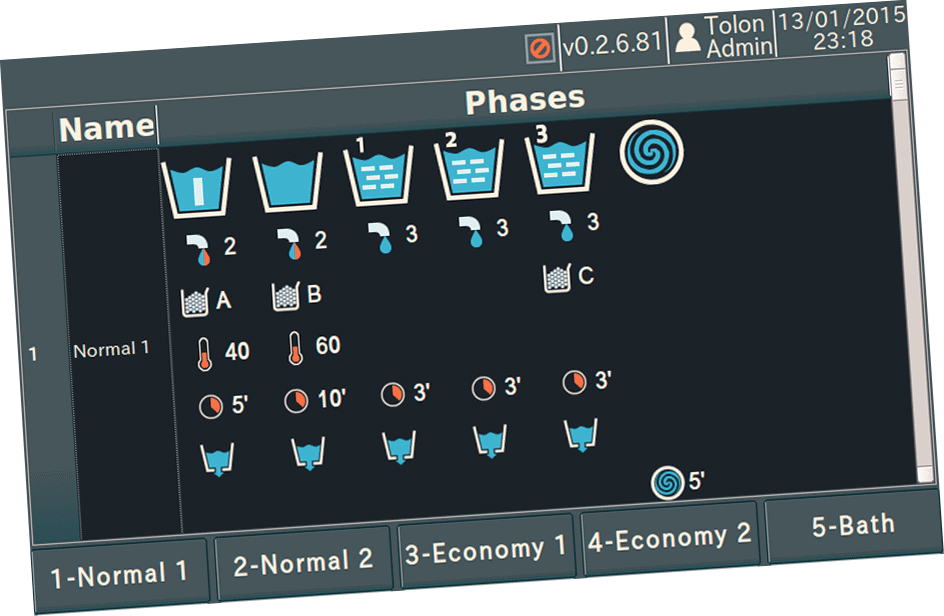 v0.2.6.81
Tolon
Admin
13/01/2015
23:18
Name
Phases
1 2 3
2 2 3 3 3
A B C
1
Normal 1
40 60
5' 10' 3' 3' 3'
5'
1-Normal 1
2-Normal 2
3-Economy 1
4-Economy 2
5-Bath